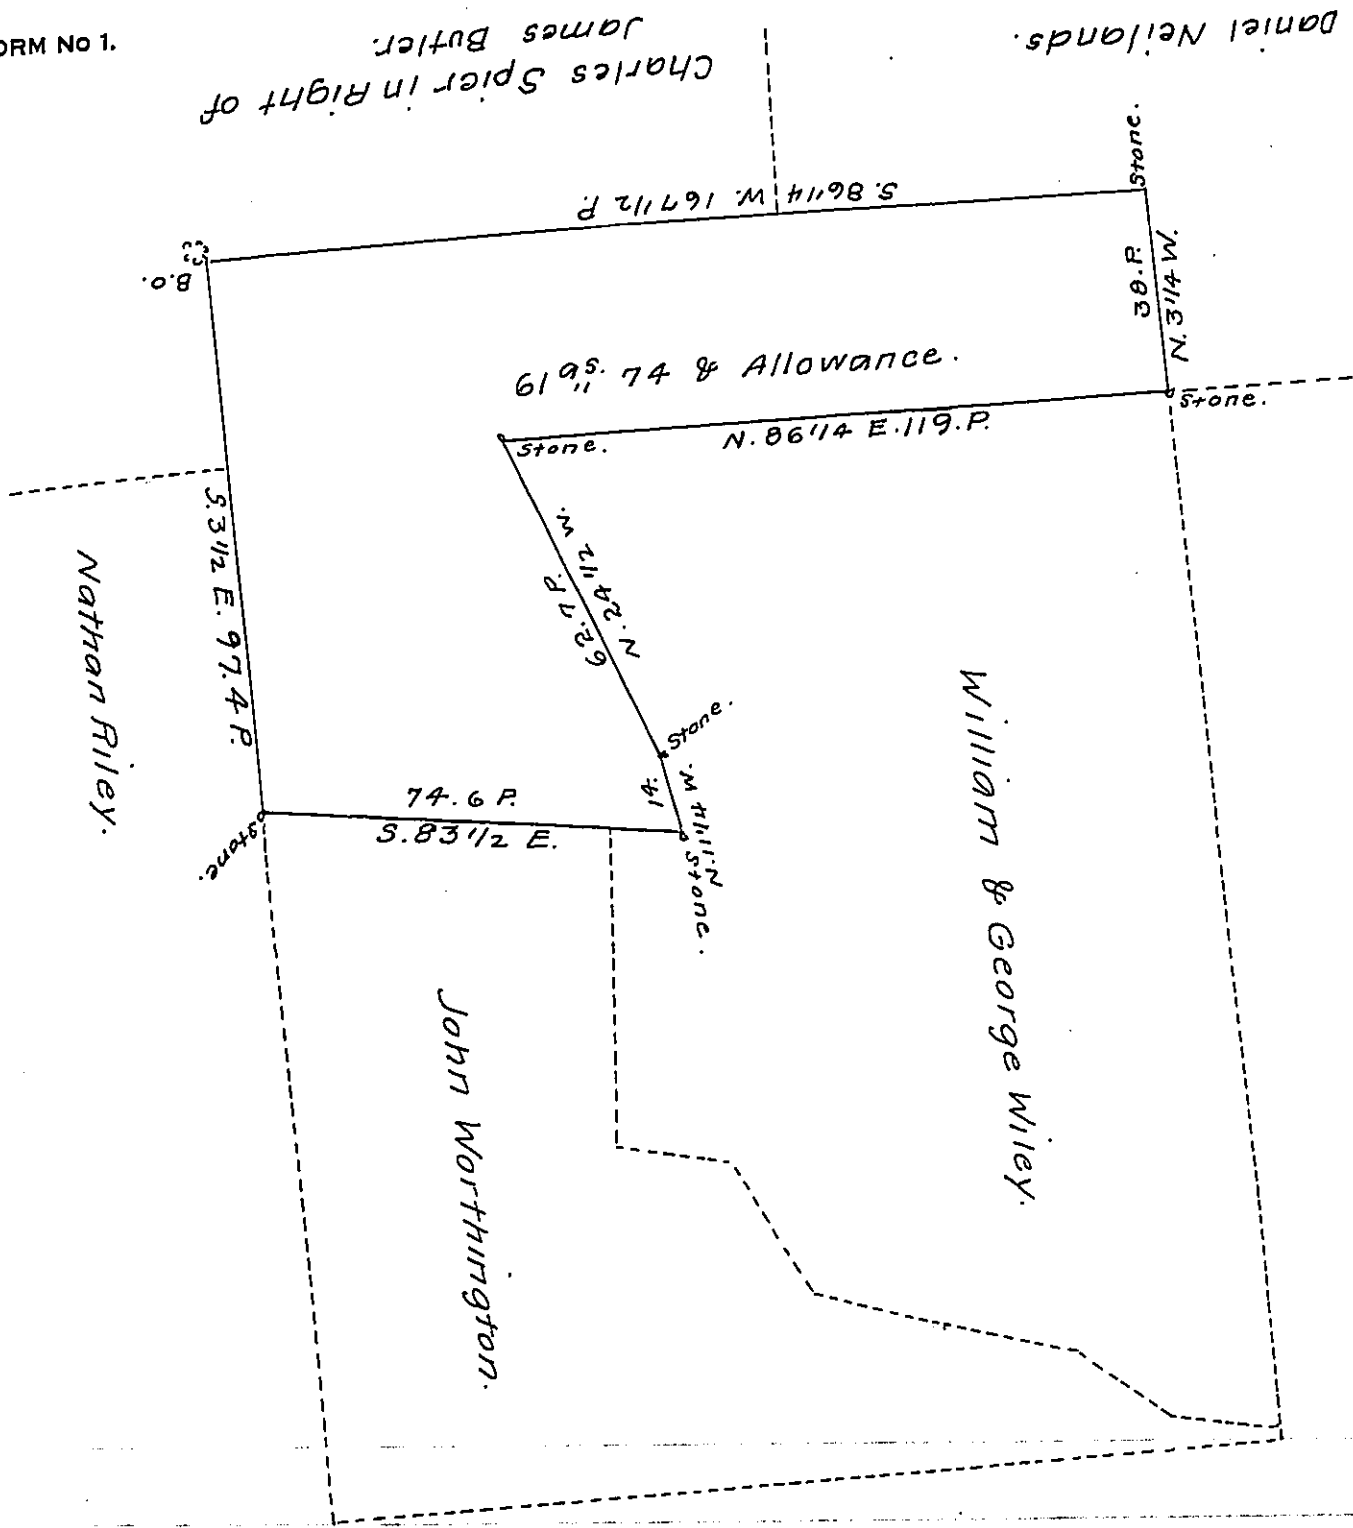 ORM No 1.
Charles Spier in Right of
James Butler.
Daniel Neilands.
Stone.
S. 86 1/4 W. 167 1/2 P.
B.O.
38. P.
N. 3 1/4 W.
61 as. 74 & Allowance.
Stone.
N. 86 1/4 E. 119. P.
Stone.
S. 3 1/2 E. 97.4 P.
N. 24 1/2 W.
62.7 P.
Nathan Riley.
Stone.
14.
N. 11 1/4 W.
74.6 P.
S. 83 1/2 E.
Stone.
Stone.
William & George Wiley.
John Worthington.